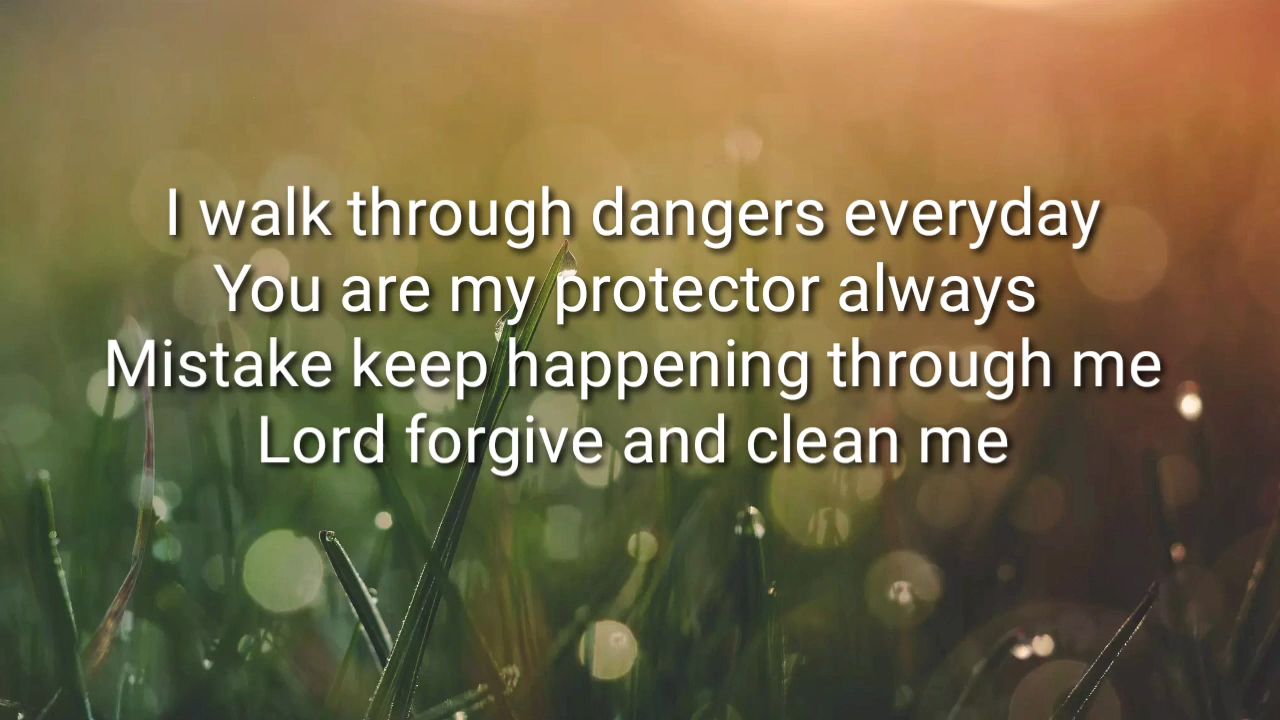 I walk through dangers everyday
You are my protector always
Mistake keep happening through me
Lord forgive and clean me